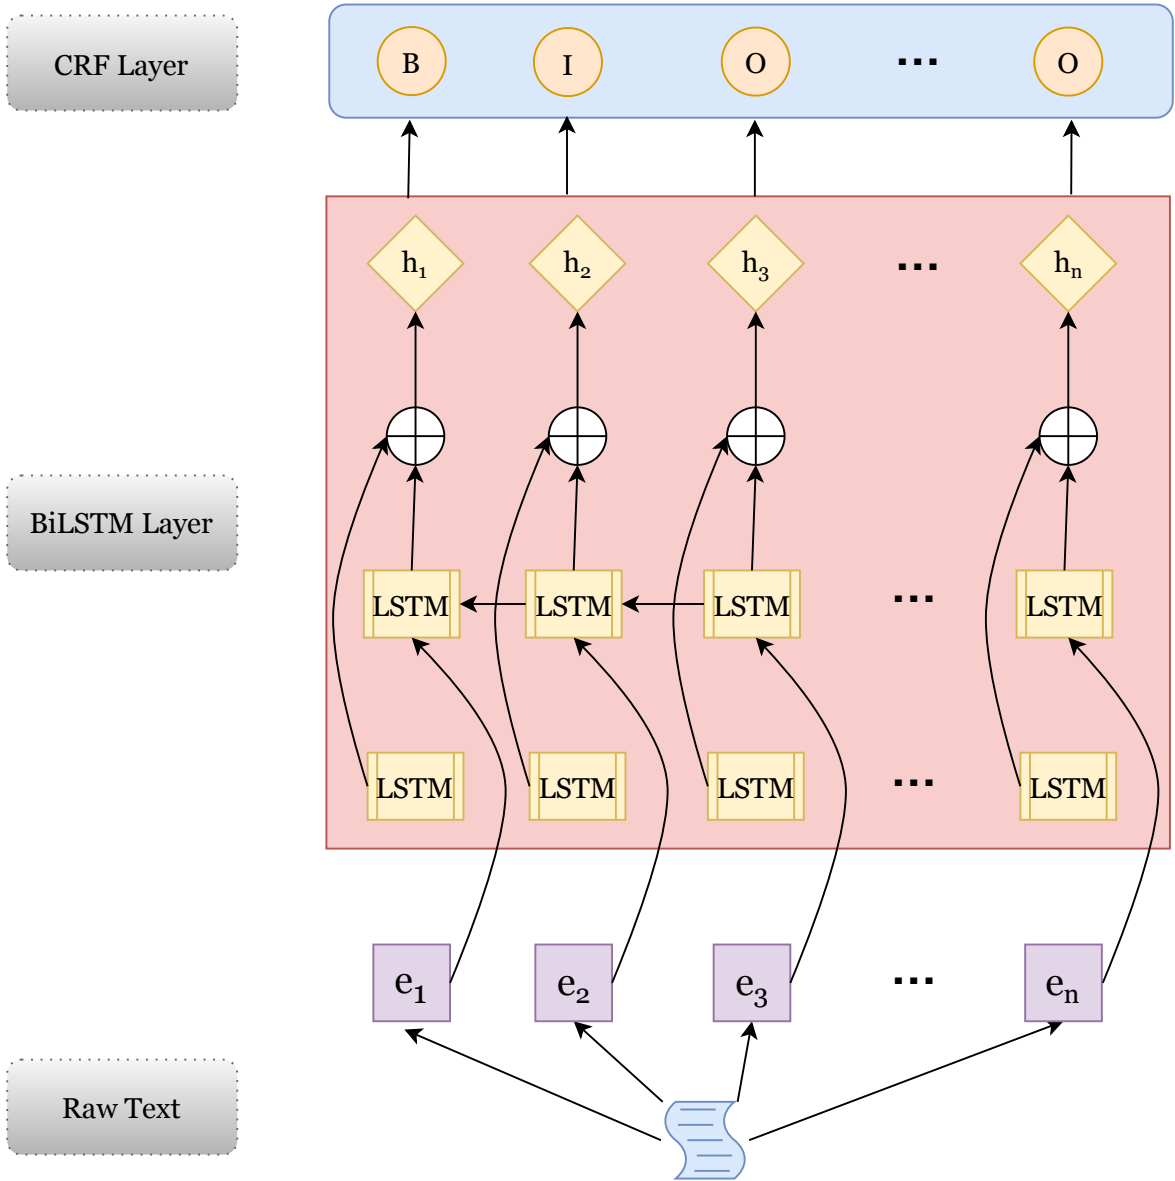 CRF Layer
B I O ... O
h₁ h₂ h₃ ... hₙ
BiLSTM Layer
LSTM LSTM LSTM ... LSTM
LSTM LSTM LSTM ... LSTM
e₁ e₂ e₃ ... eₙ
Raw Text